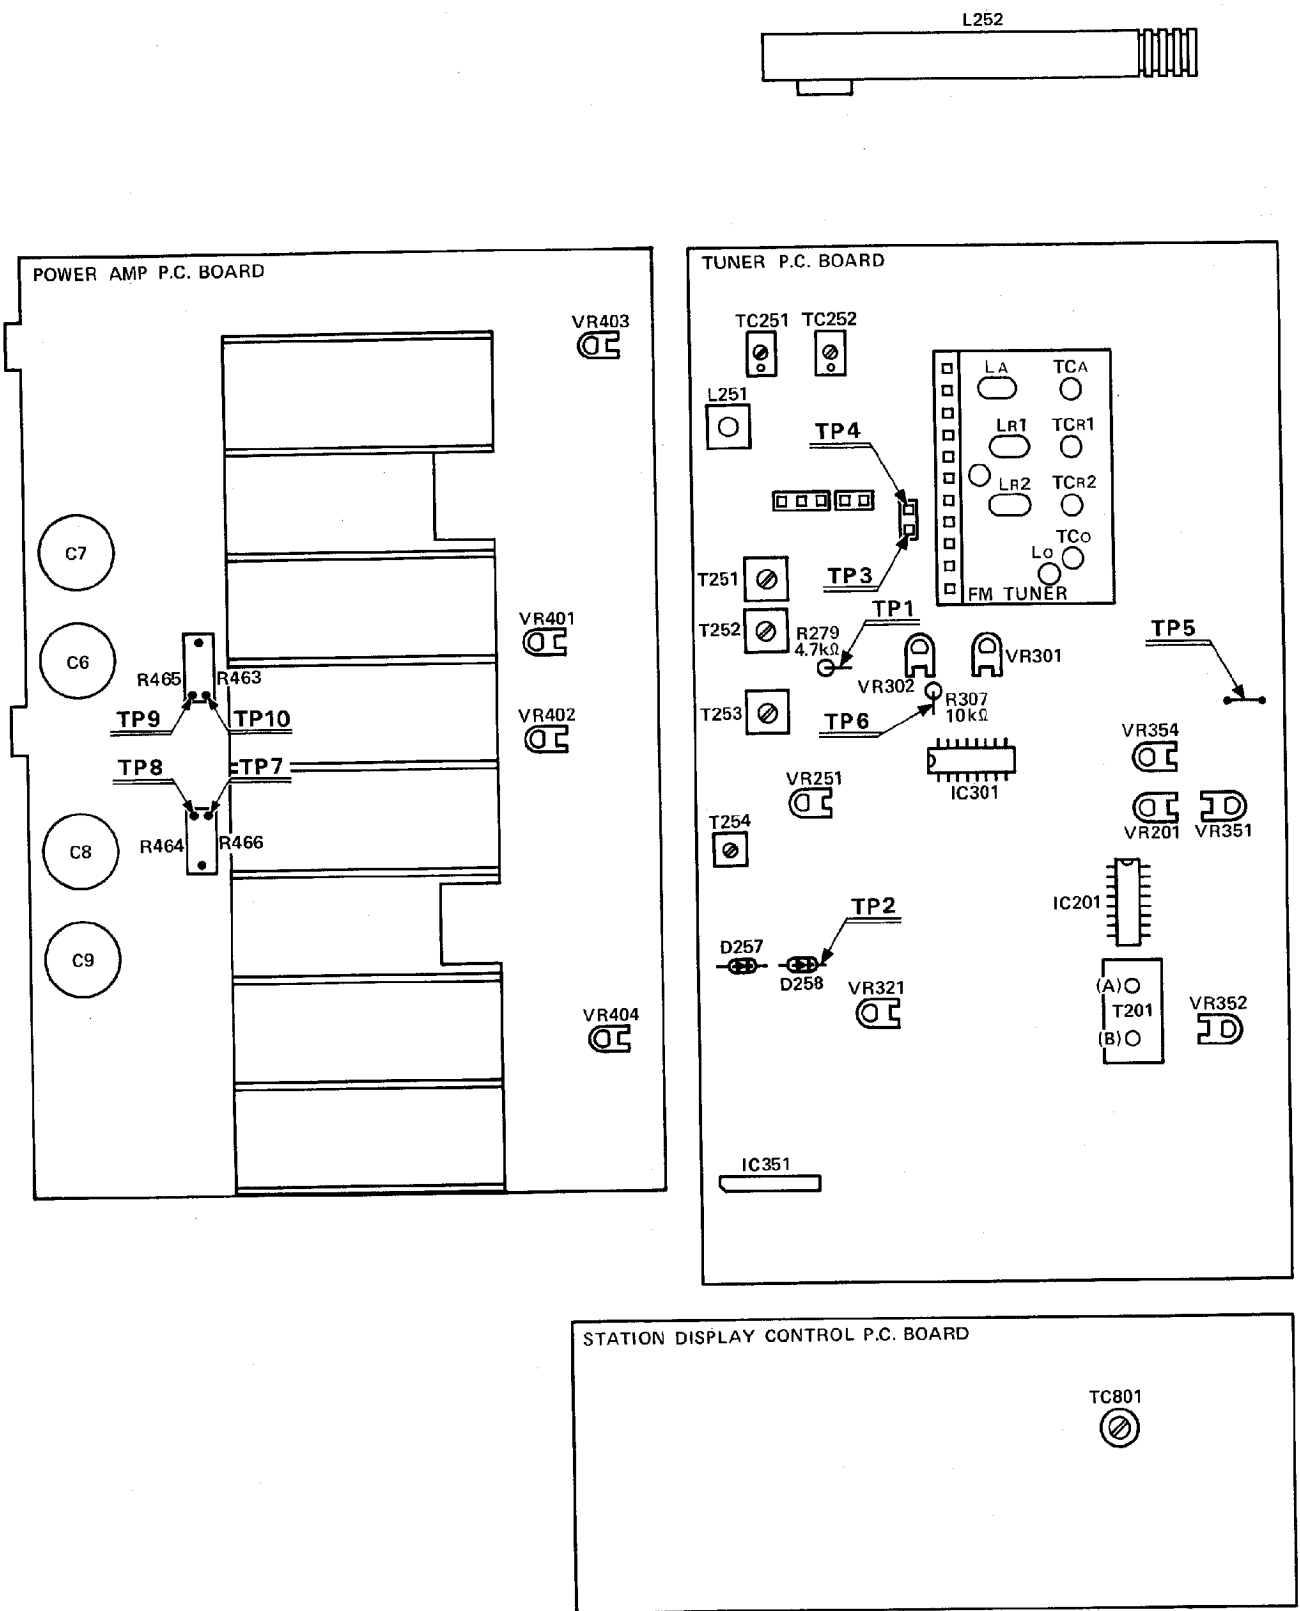 L252
POWER AMP P.C. BOARD
VR403
C7
C6
VR401
R465
R463
TP9
TP10
VR402
TP8
TP7
R464
R466
C8
C9
VR404
TUNER P.C. BOARD
TC251
TC252
L251
LA
TCA
TP4
LR1
TCR1
LR2
TCR2
TCO
LO
FM TUNER
T251
TP3
T252
TP1
R279
4.7kΩ
VR302
VR301
TP5
T253
TP6
R307
10kΩ
VR354
VR251
IC301
VR201
VR351
T254
IC201
TP2
D257
D258
VR321
(A)
T201
(B)
VR352
IC351
STATION DISPLAY CONTROL P.C. BOARD
TC801